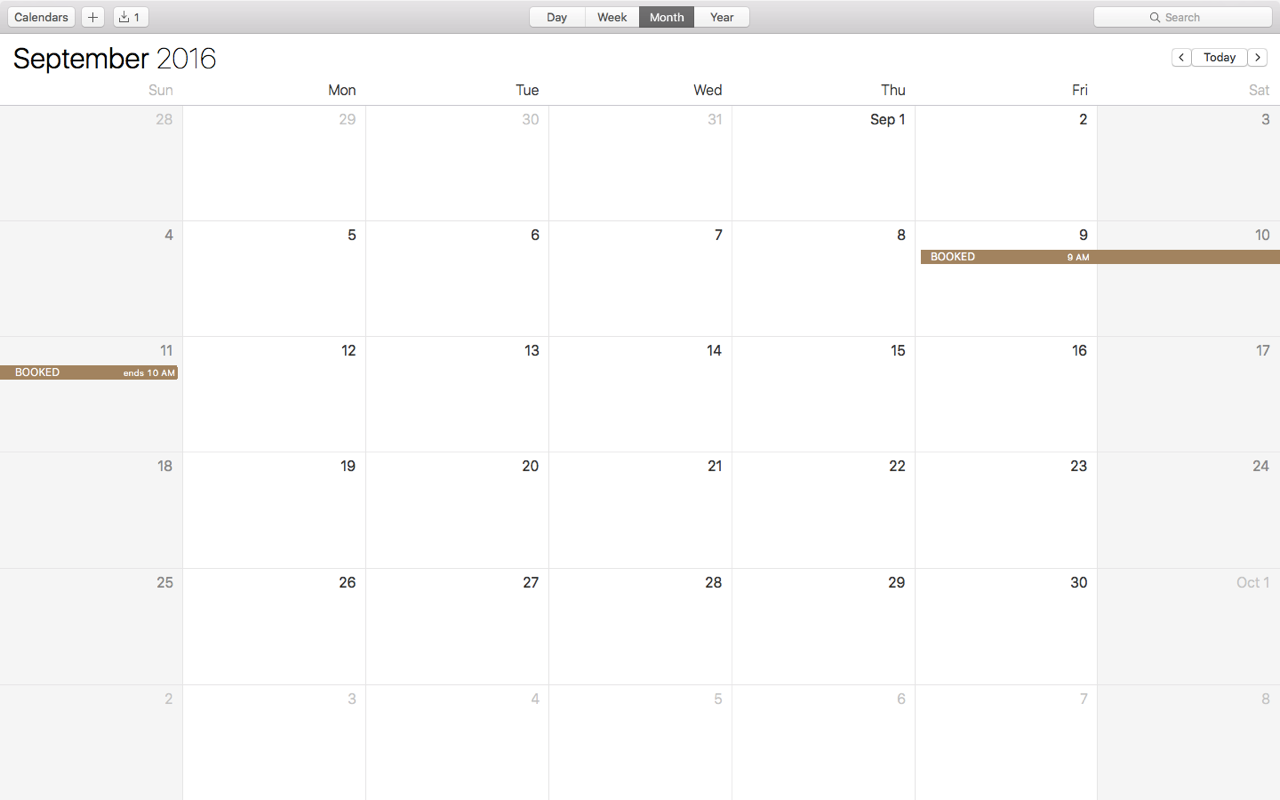 Calendars + 1 Day Week Month Year Search
September 2016 < Today >
Sun Mon Tue Wed Thu Fri Sat
28 29 30 31 Sep 1 2 3
4 5 6 7 8 9 10
BOOKED 9 AM
11 12 13 14 15 16 17
BOOKED ends 10 AM
18 19 20 21 22 23 24
25 26 27 28 29 30 Oct 1
2 3 4 5 6 7 8